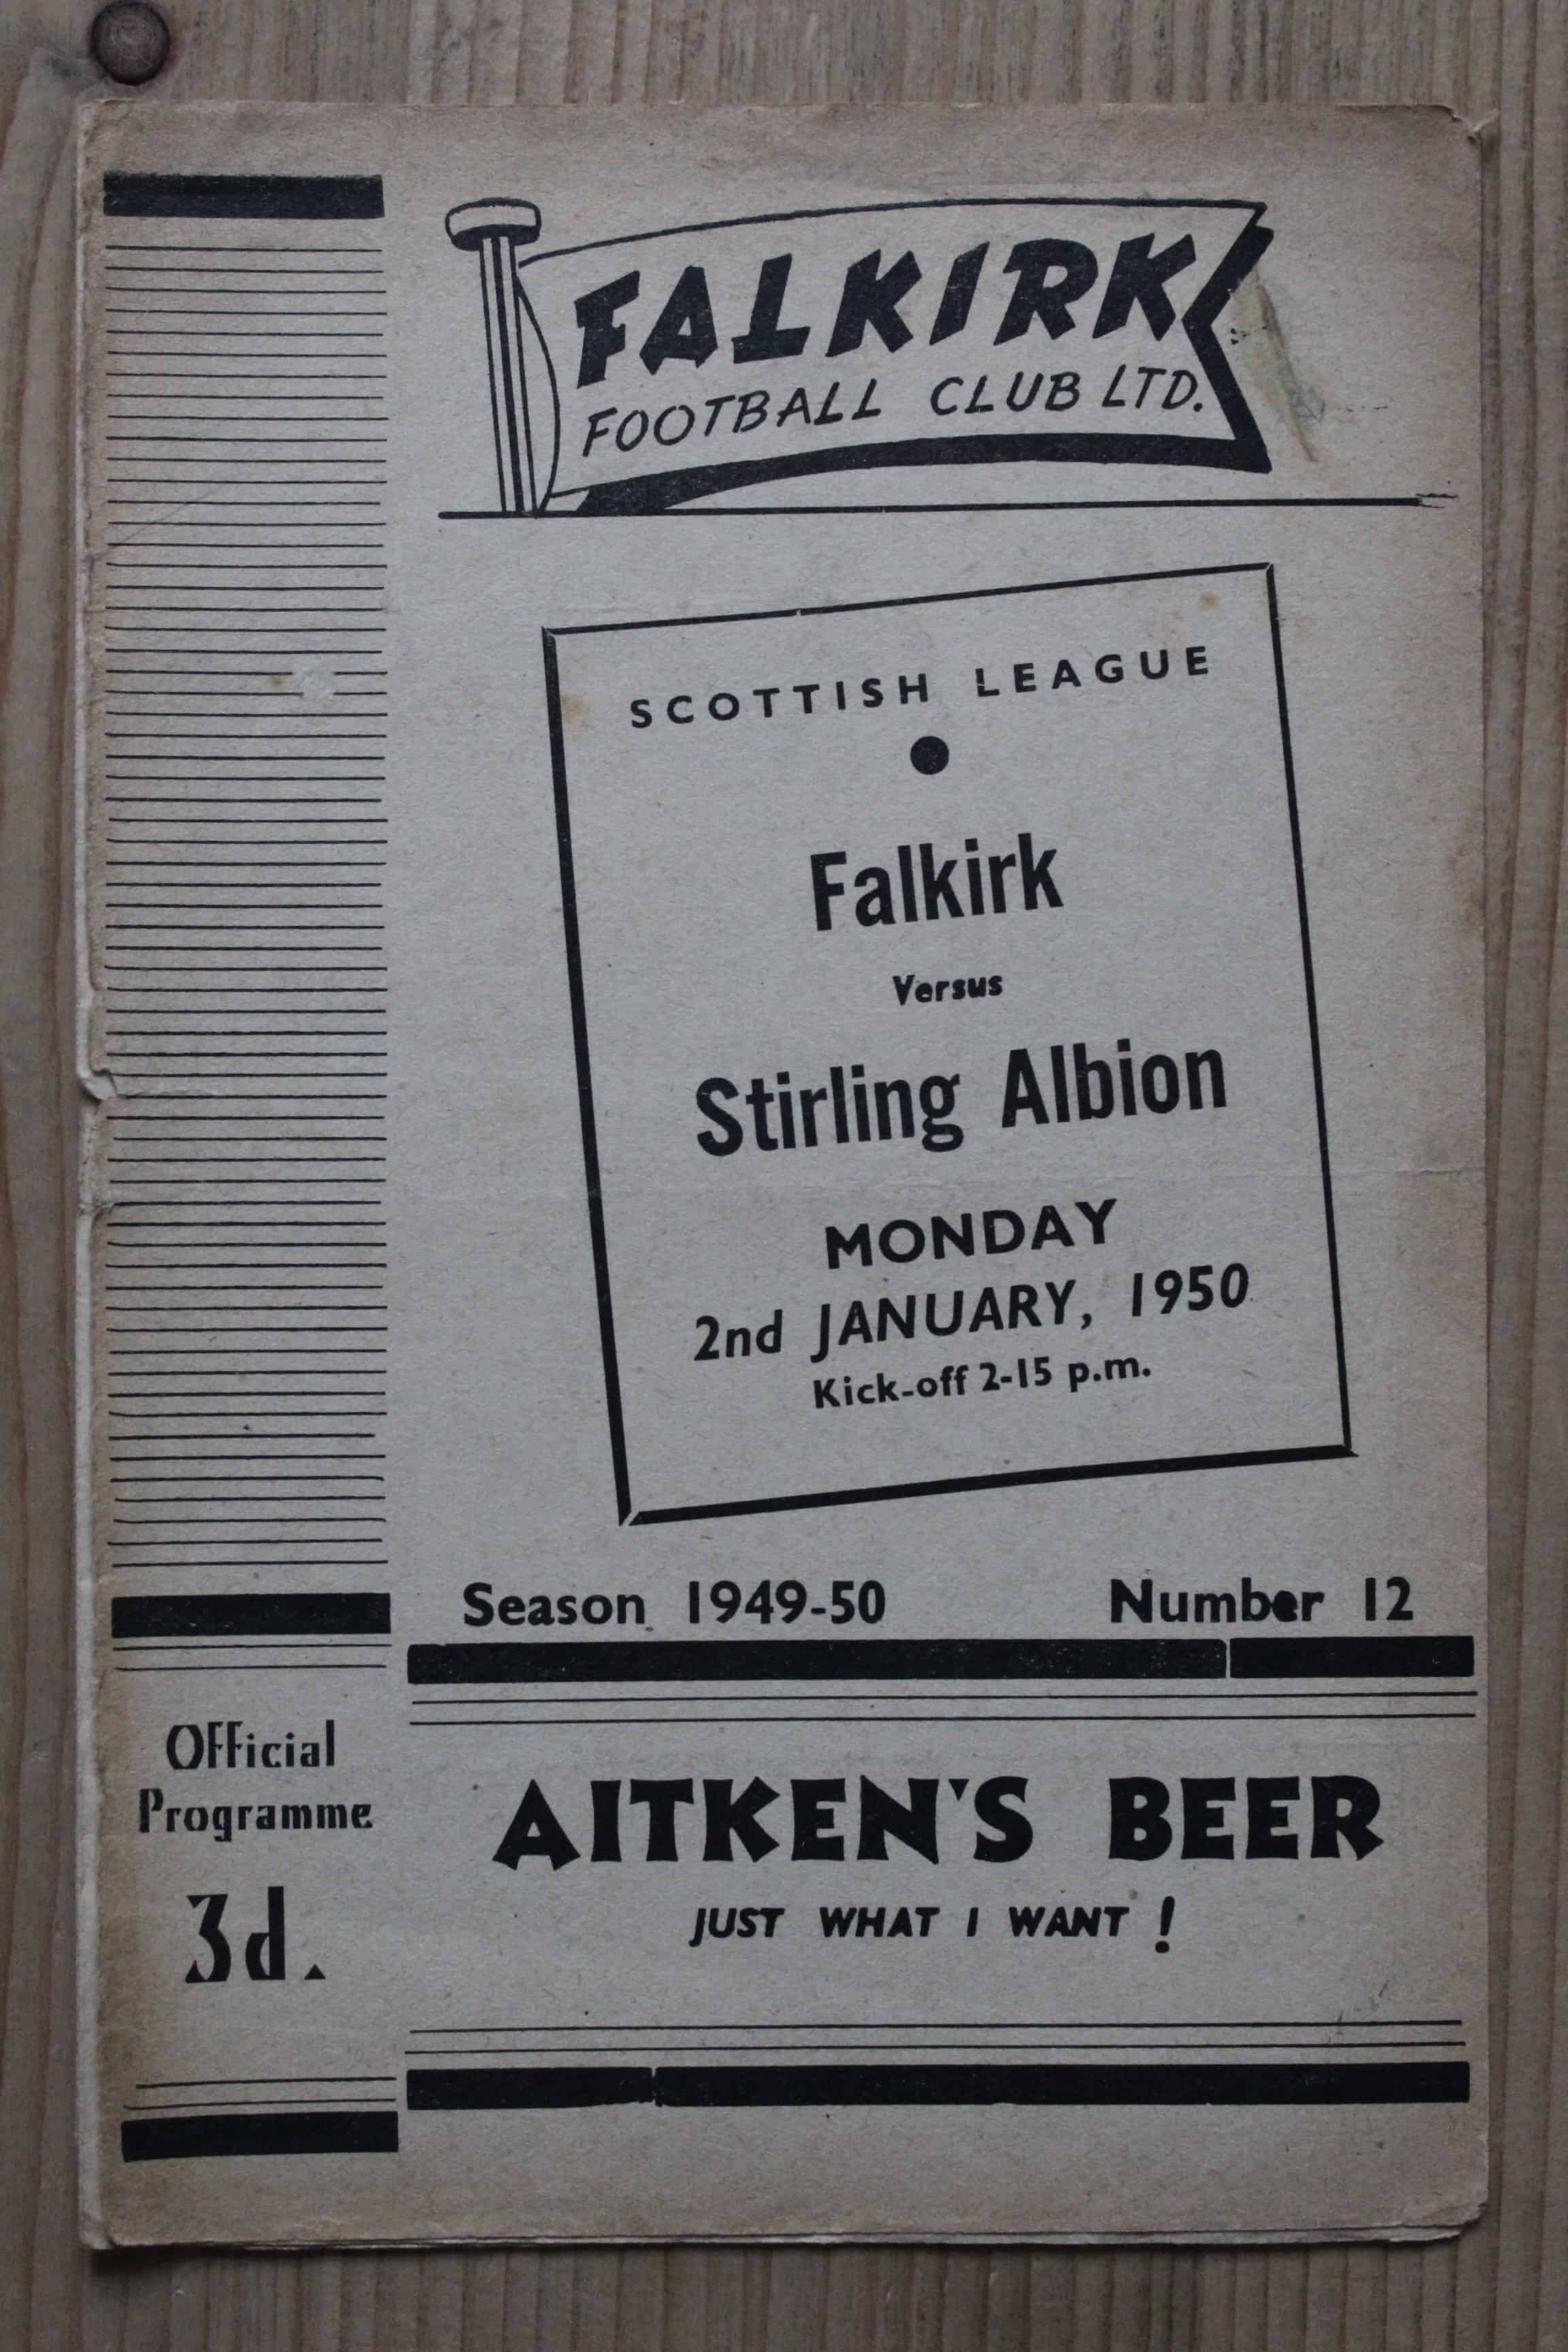 FALKIRK
FOOTBALL CLUB LTD.
SCOTTISH LEAGUE
Falkirk
Versus
Stirling Albion
MONDAY
2nd JANUARY, 1950
Kick-off 2-15 p.m.
Season 1949-50 Number 12
Official
Programme
3d.
AITKEN'S BEER
JUST WHAT I WANT !